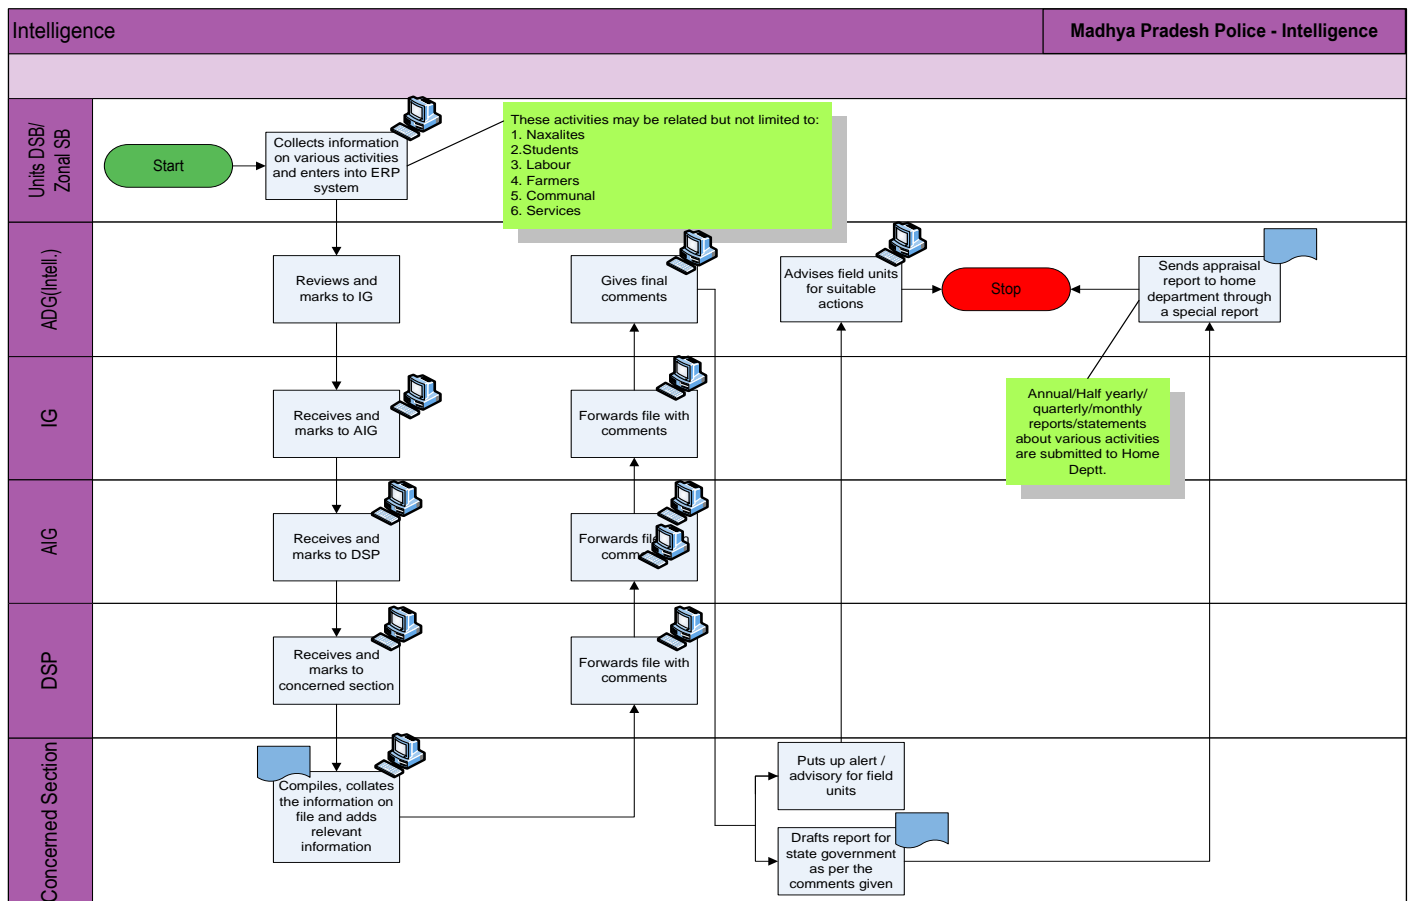 Intelligence
Madhya Pradesh Police - Intelligence
Units DSB/
Zonal SB
Start
Collects information
on various activities
and enters into ERP
system
These activities may be related but not limited to:
1. Naxalites
2.Students
3. Labour
4. Farmers
5. Communal
6. Services
ADG(Intell.)
Reviews and
marks to IG
Gives final
comments
Advises field units
for suitable
actions
Stop
Sends appraisal
report to home
department through
a special report
IG
Receives and
marks to AIG
Forwards file with
comments
Annual/Half yearly/
quarterly/monthly
reports/statements
about various activities
are submitted to Home
Deptt.
AIG
Receives and
marks to DSP
Forwards
DSP
Receives and
marks to
concerned section
Forwards file with
comments
Concerned Section
Compiles, collates
the information on
file and adds
relevant
information
Puts up alert /
advisory for field
units
Drafts report for
state government
as per the
comments given